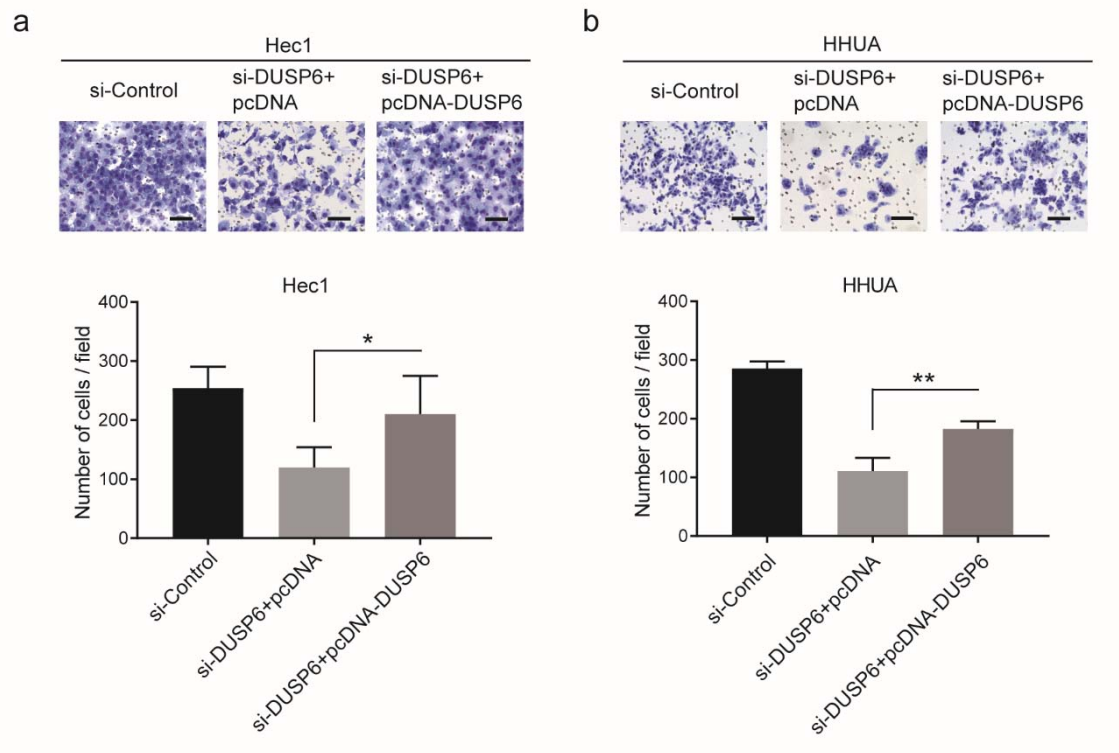 a
Hec1
si-Control
si-DUSP6+
pcDNA
si-DUSP6+
pcDNA-DUSP6
Hec1
Number of cells / field
400
300
200
100
0
*
si-Control
si-DUSP6+pcDNA
si-DUSP6+pcDNA-DUSP6
b
HHUA
si-Control
si-DUSP6+
pcDNA
si-DUSP6+
pcDNA-DUSP6
HHUA
Number of cells / field
400
300
200
100
0
**
si-Control
si-DUSP6+pcDNA
si-DUSP6+pcDNA-DUSP6